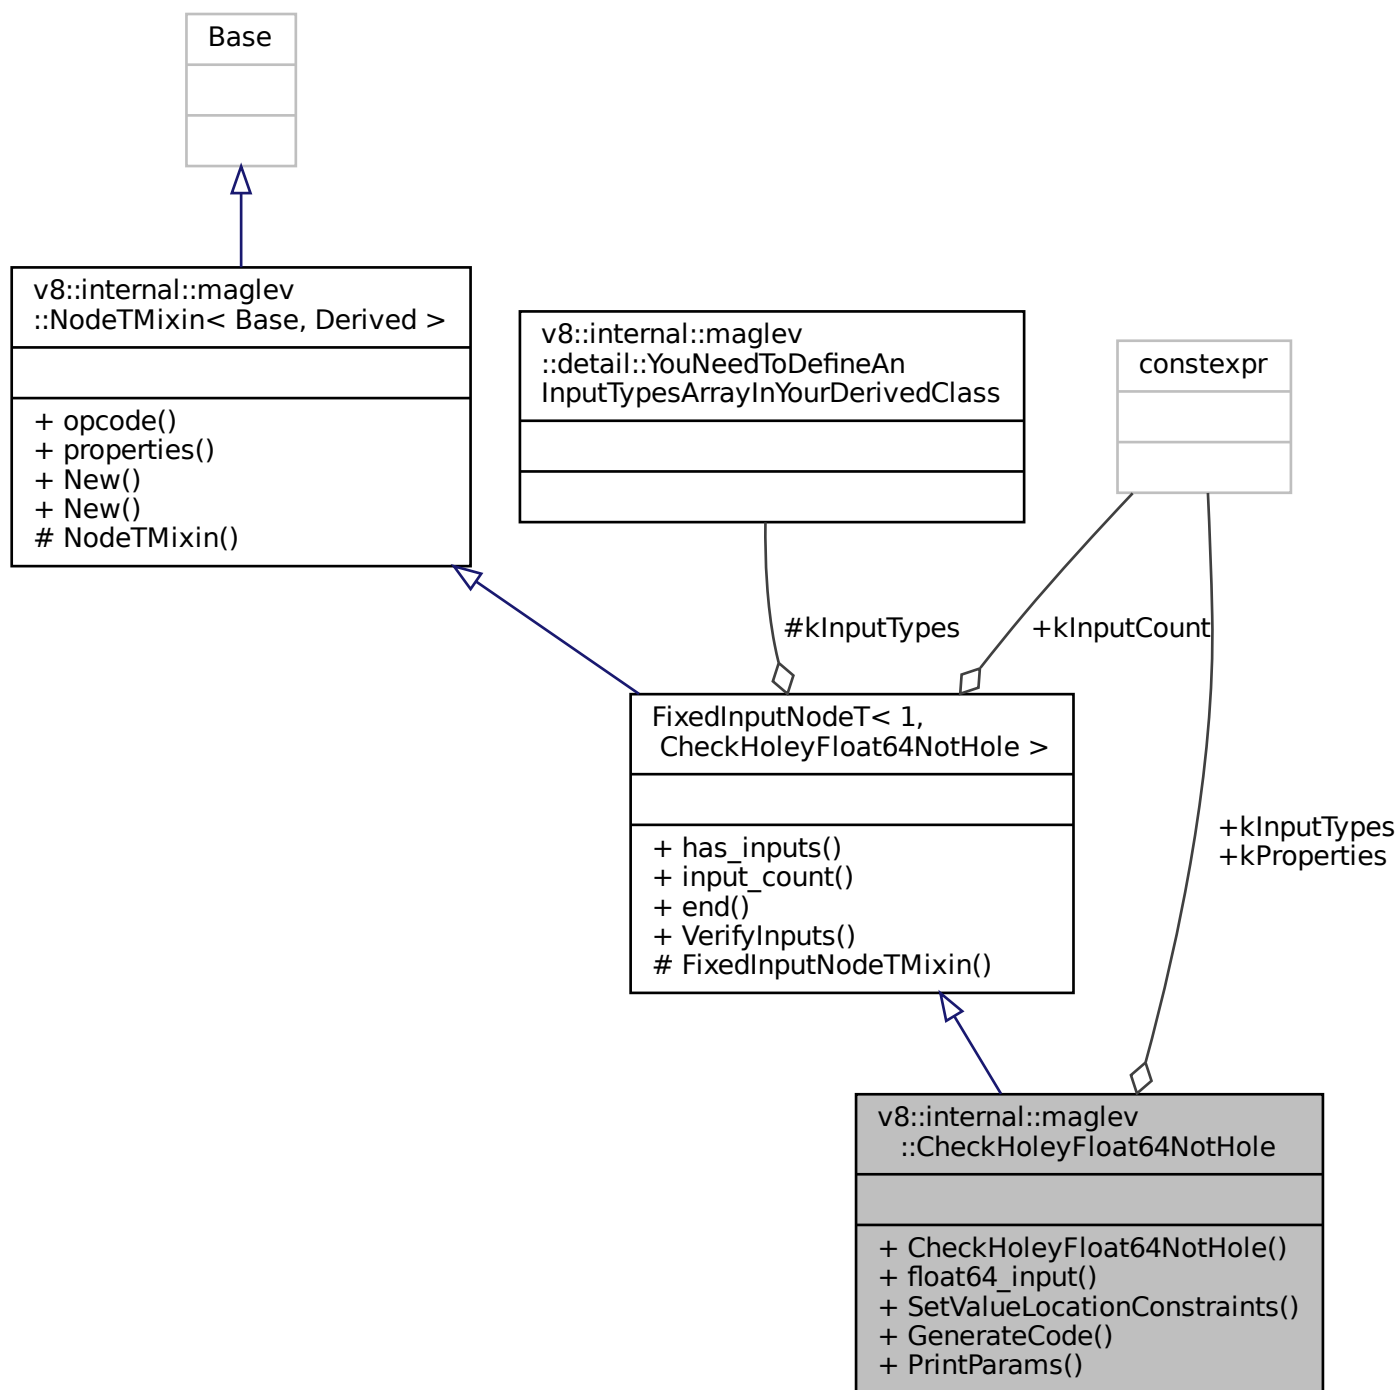 Base
v8::internal::maglev
::NodeTMixin< Base, Derived >
+ opcode()
+ properties()
+ New()
+ New()
# NodeTMixin()
v8::internal::maglev
::detail::YouNeedToDefineAn
InputTypesArrayInYourDerivedClass
constexpr
#kInputTypes
+kInputCount
FixedInputNodeT< 1,
CheckHoleyFloat64NotHole >
+ has_inputs()
+ input_count()
+ end()
+ VerifyInputs()
# FixedInputNodeTMixin()
+kInputTypes
+kProperties
v8::internal::maglev
::CheckHoleyFloat64NotHole
+ CheckHoleyFloat64NotHole()
+ float64_input()
+ SetValueLocationConstraints()
+ GenerateCode()
+ PrintParams()